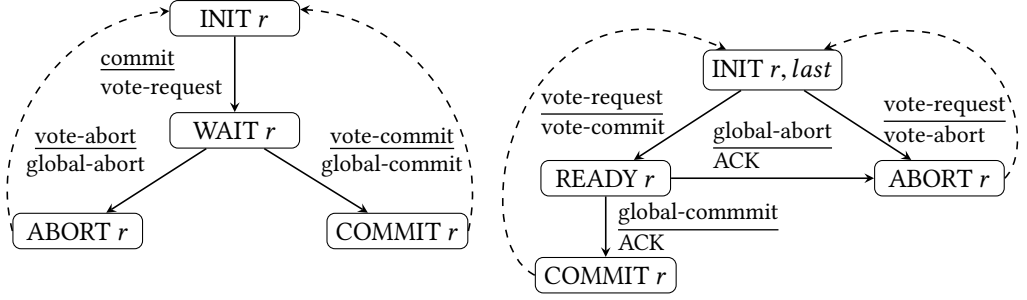 INIT r
commit
vote-request
WAIT r
vote-abort
global-abort
vote-commit
global-commit
ABORT r
COMMIT r
INIT r, last
vote-request
vote-commit
vote-request
vote-abort
global-abort
ACK
READY r
ABORT r
global-commmit
ACK
COMMIT r